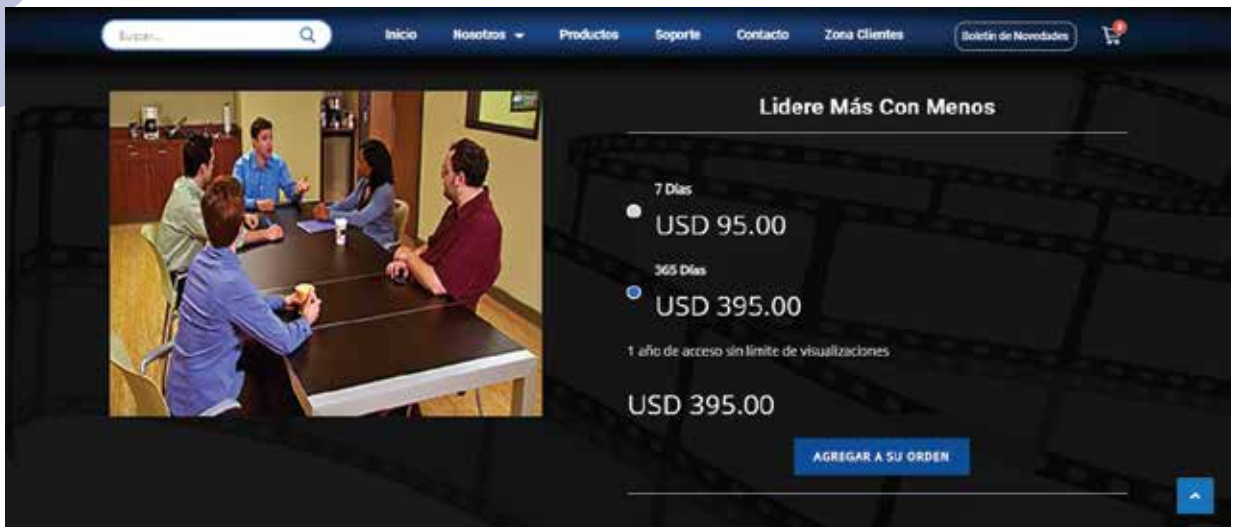 Buscar...
Inicio
Nosotros
Productos
Soporte
Contacto
Zona Clientes
Boletín de Novedades
Lidere Más Con Menos
7 Días
USD 95.00
365 Días
USD 395.00
1 año de acceso sin límite de visualizaciones
USD 395.00
AGREGAR A SU ORDEN